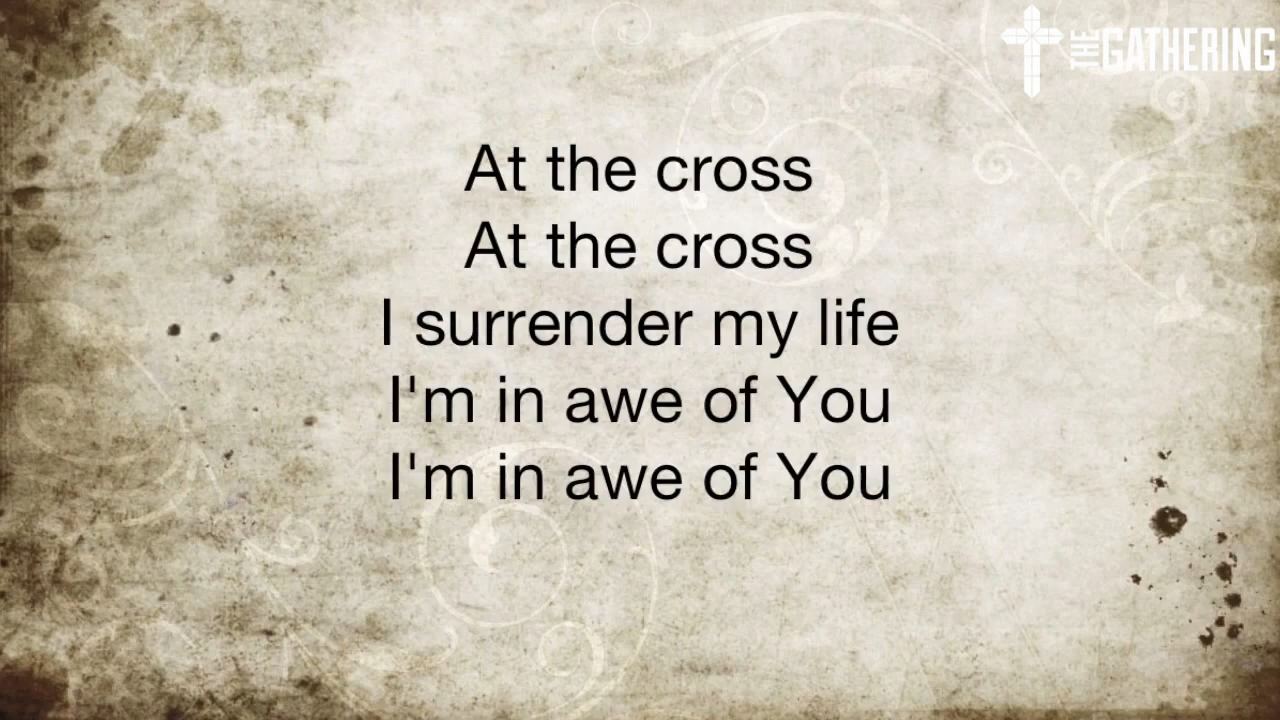 THE GATHERING
At the cross
At the cross
I surrender my life
I'm in awe of You
I'm in awe of You